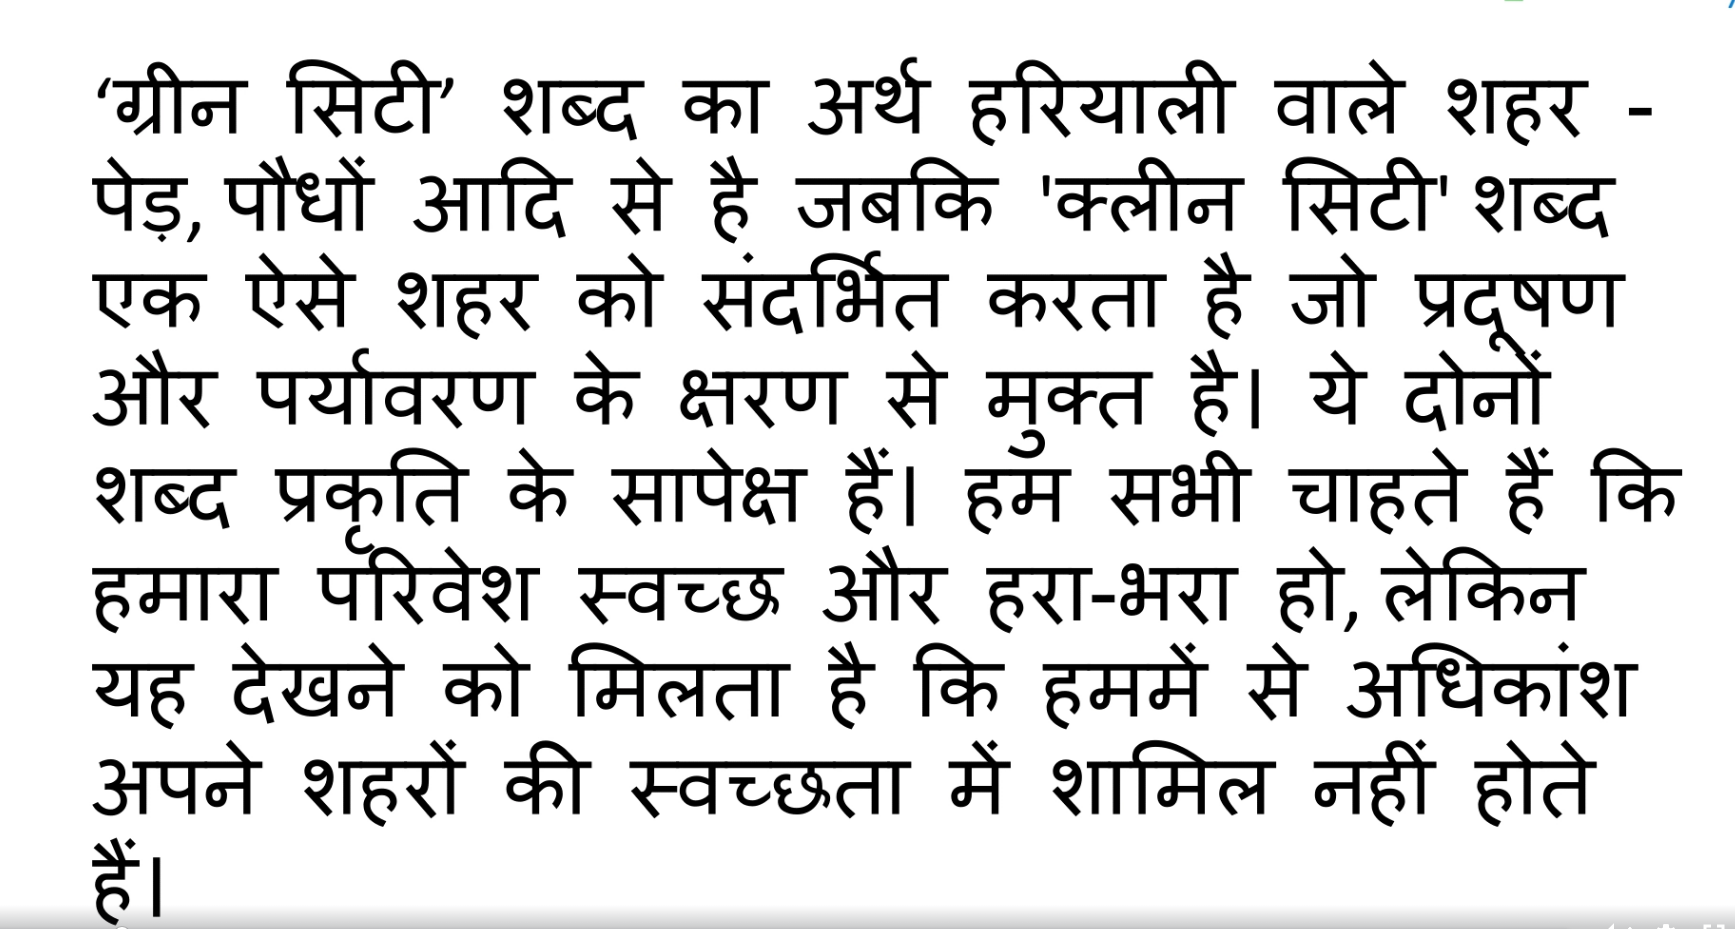 ‘ग्रीन सिटी’ शब्द का अर्थ हरियाली वाले शहर -
पेड़, पौधों आदि से है जबकि 'क्लीन सिटी' शब्द
एक ऐसे शहर को संदर्भित करता है जो प्रदूषण
और पर्यावरण के क्षरण से मुक्त है। ये दोनों
शब्द प्रकृति के सापेक्ष हैं। हम सभी चाहते हैं कि
हमारा परिवेश स्वच्छ और हरा-भरा हो, लेकिन
यह देखने को मिलता है कि हममें से अधिकांश
अपने शहरों की स्वच्छता में शामिल नहीं होते
हैं।